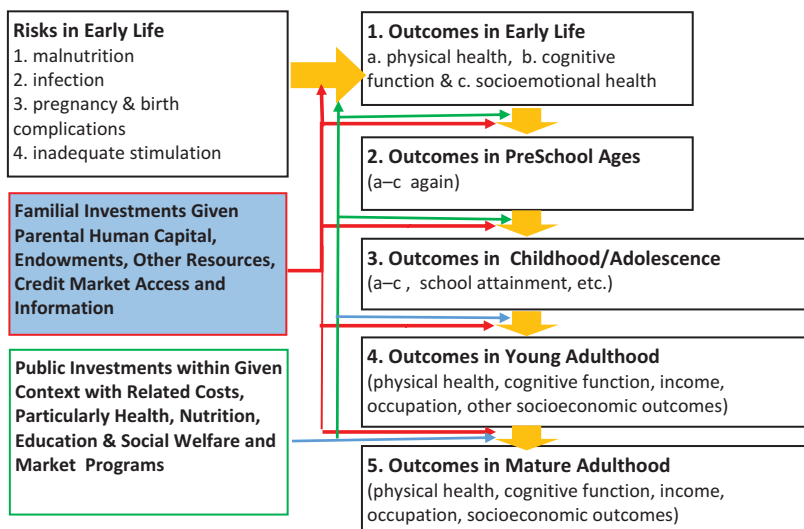 Risks in Early Life
1. malnutrition
2. infection
3. pregnancy & birth
complications
4. inadequate stimulation
Familial Investments Given
Parental Human Capital,
Endowments, Other Resources,
Credit Market Access and
Information
Public Investments within Given
Context with Related Costs,
Particularly Health, Nutrition,
Education & Social Welfare and
Market Programs
1. Outcomes in Early Life
a. physical health, b. cognitive
function & c. socioemotional health
2. Outcomes in PreSchool Ages
(a–c again)
3. Outcomes in Childhood/Adolescence
(a–c , school attainment, etc.)
4. Outcomes in Young Adulthood
(physical health, cognitive function, income,
occupation, other socioeconomic outcomes)
5. Outcomes in Mature Adulthood
(physical health, cognitive function, income,
occupation, socioeconomic outcomes)